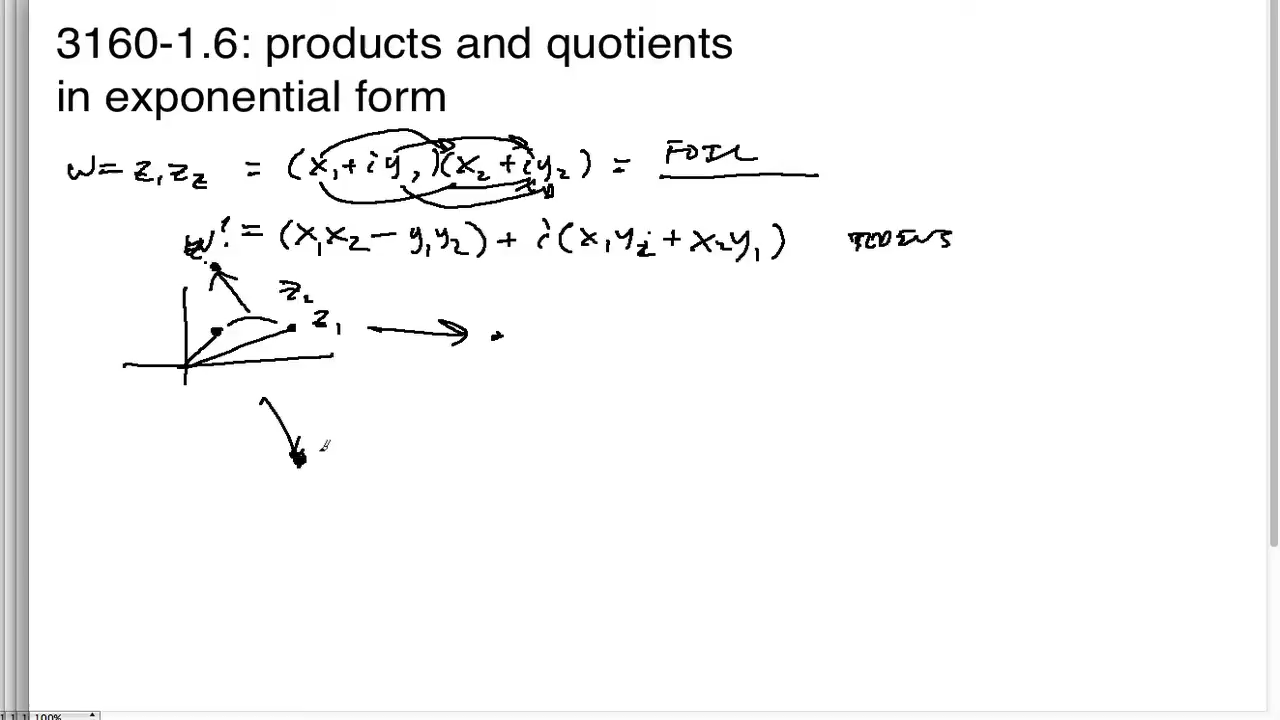 3160-1.6: products and quotients
in exponential form
w = z₁z₂ = (x₁ + iy₁)(x₂ + iy₂) = FOIL
w? = (x₁x₂ − y₁y₂) + i(x₁y₂ + x₂y₁)
z₂
z₁
100%